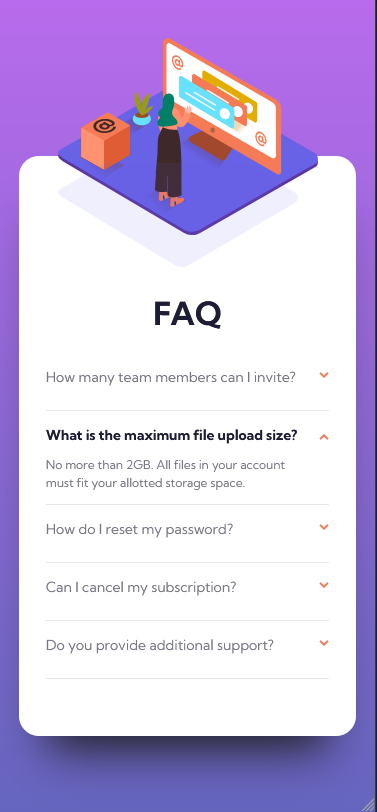 @
@
@
FAQ
How many team members can I invite?
What is the maximum file upload size?
No more than 2GB. All files in your account
must fit your allotted storage space.
How do I reset my password?
Can I cancel my subscription?
Do you provide additional support?